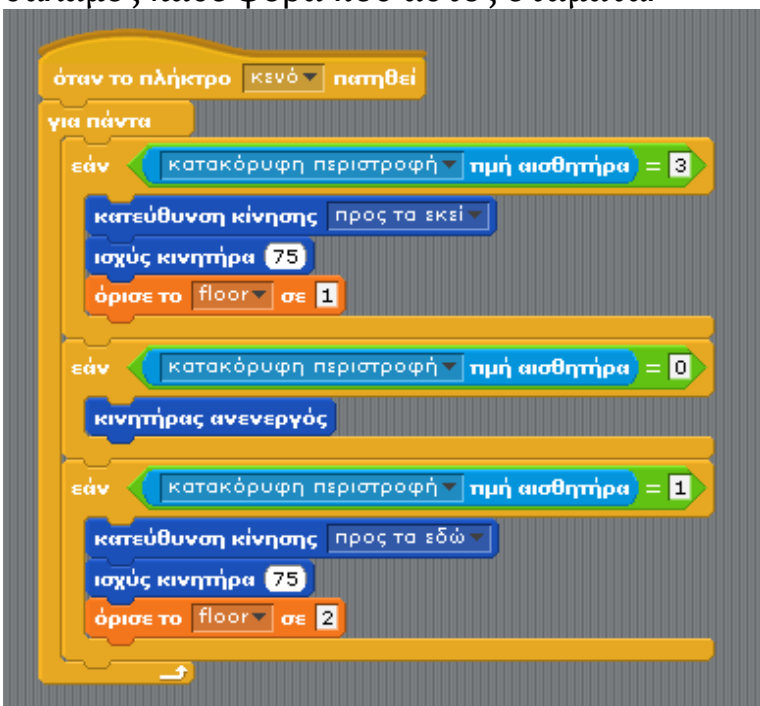 όταν το πλήκτρο κενό πατηθεί
για πάντα
εάν κατακόρυφη περιστροφή τιμή αισθητήρα = 3
κατεύθυνση κίνησης προς τα εκεί
ισχύς κινητήρα 75
όρισε το floor σε 1
εάν κατακόρυφη περιστροφή τιμή αισθητήρα = 0
κινητήρας ανενεργός
εάν κατακόρυφη περιστροφή τιμή αισθητήρα = 1
κατεύθυνση κίνησης προς τα εδώ
ισχύς κινητήρα 75
όρισε το floor σε 2